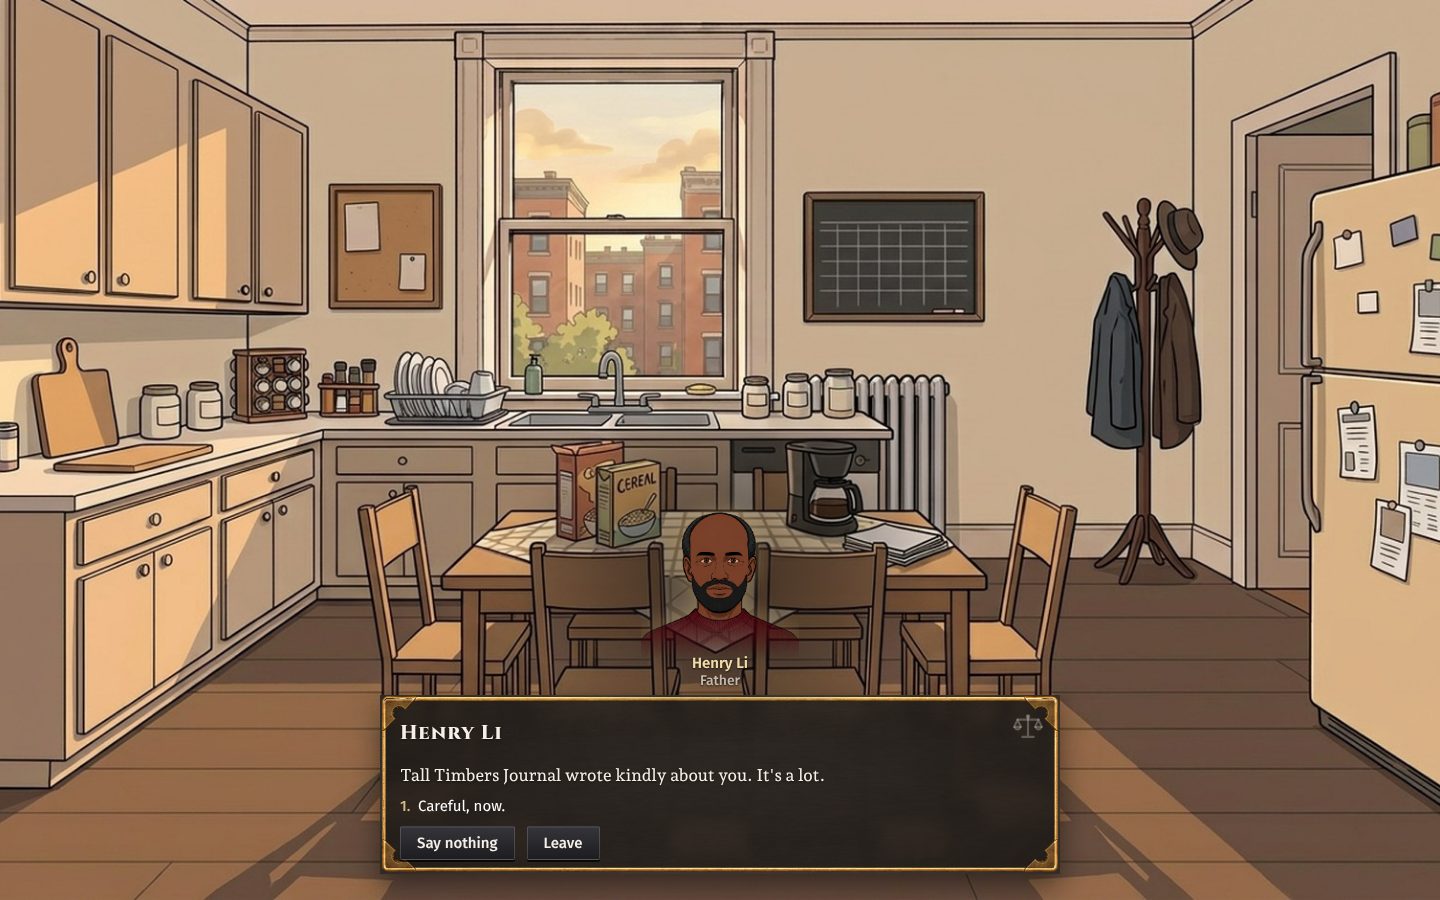 CEREAL
Henry Li
Father
Henry Li
Tall Timbers Journal wrote kindly about you. It's a lot.
1. Careful, now.
Say nothing
Leave